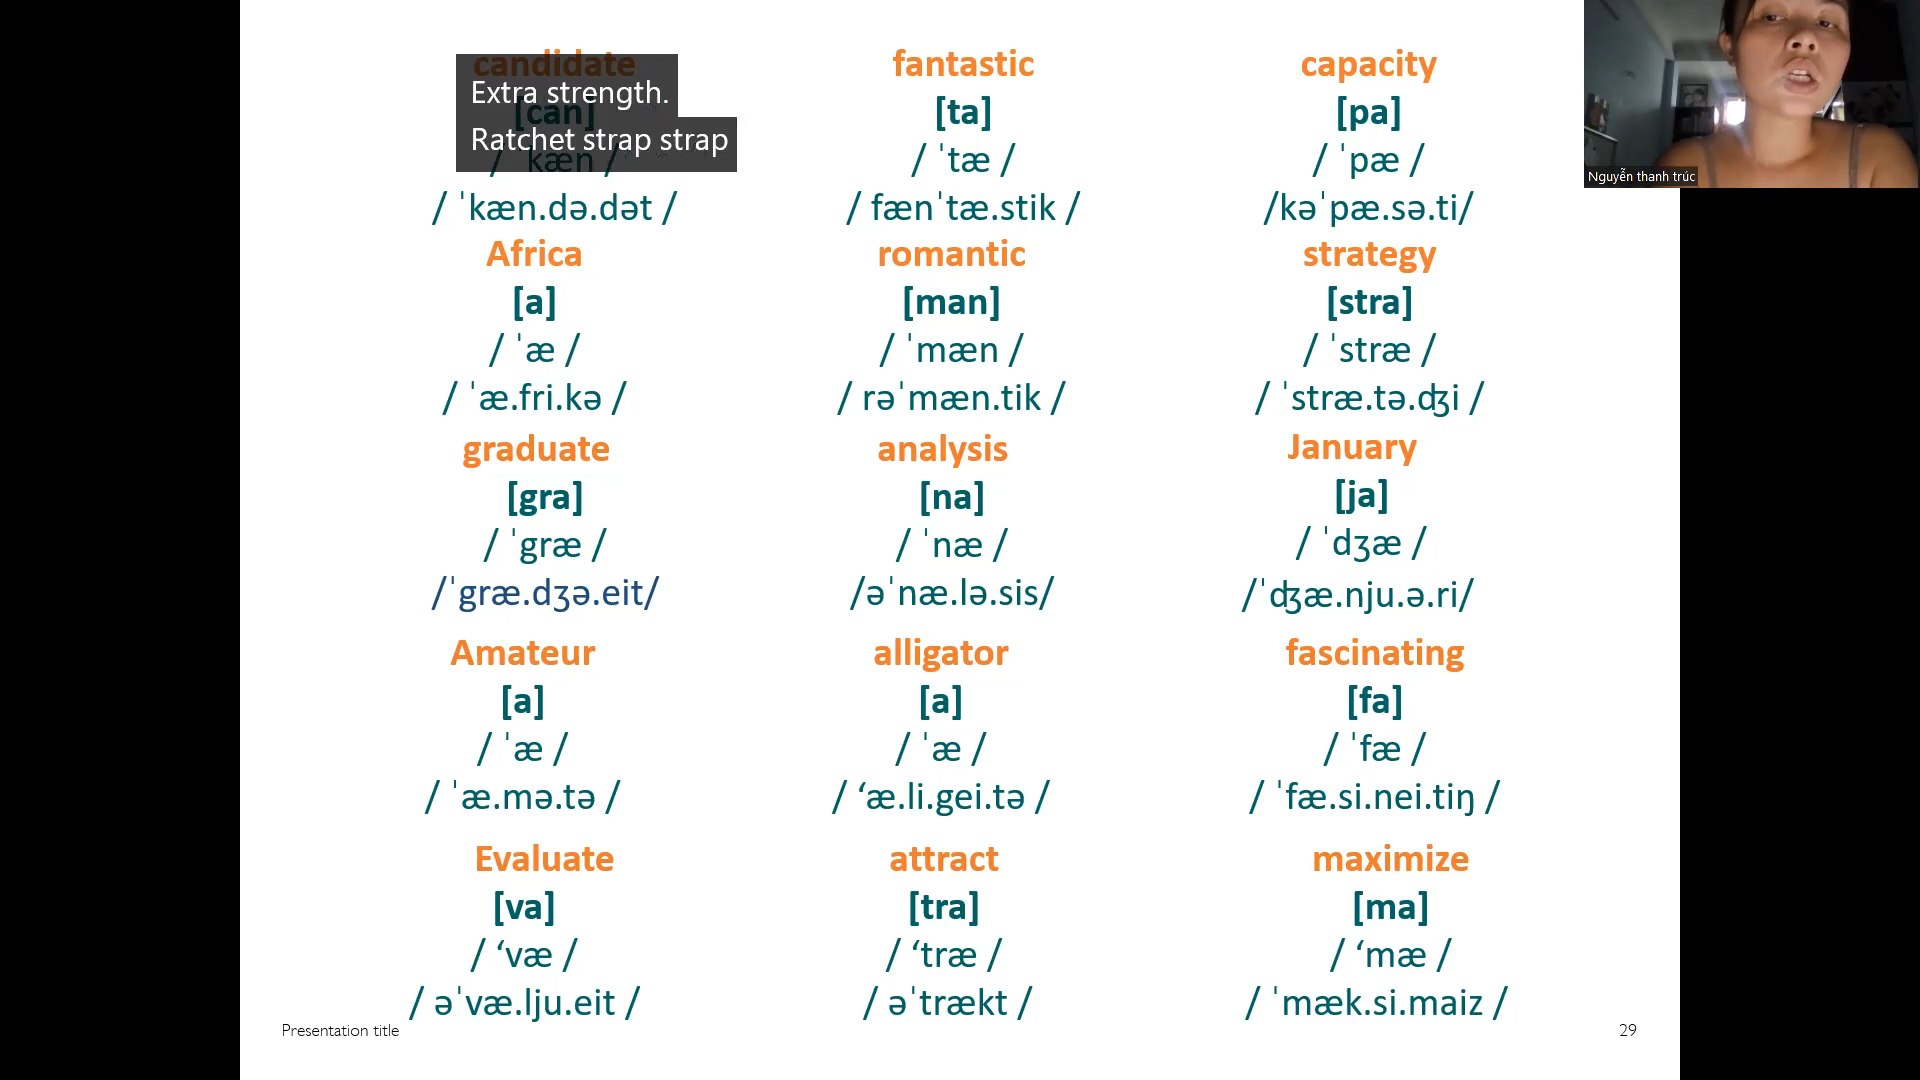 candidate
[can]
/ ˈkæn /
/ ˈkæn.də.dət /
Extra strength.
Ratchet strap strap
fantastic
[ta]
/ ˈtæ /
/ fænˈtæ.stik /
capacity
[pa]
/ ˈpæ /
/kəˈpæ.sə.ti/
Nguyễn thanh trúc
Africa
[a]
/ ˈæ /
/ ˈæ.fri.kə /
romantic
[man]
/ ˈmæn /
/ rəˈmæn.tik /
strategy
[stra]
/ ˈstræ /
/ ˈstræ.tə.ʤi /
graduate
[gra]
/ ˈgræ /
/ˈgræ.dʒə.eit/
analysis
[na]
/ ˈnæ /
/əˈnæ.lə.sis/
January
[ja]
/ ˈdʒæ /
/ˈʤæ.nju.ə.ri/
Amateur
[a]
/ ˈæ /
/ ˈæ.mə.tə /
alligator
[a]
/ ˈæ /
/ ‘æ.li.gei.tə /
fascinating
[fa]
/ ˈfæ /
/ ˈfæ.si.nei.tiŋ /
Evaluate
[va]
/ ‘væ /
/ əˈvæ.lju.eit /
attract
[tra]
/ ‘træ /
/ əˈtrækt /
maximize
[ma]
/ ‘mæ /
/ ˈmæk.si.maiz /
Presentation title
29